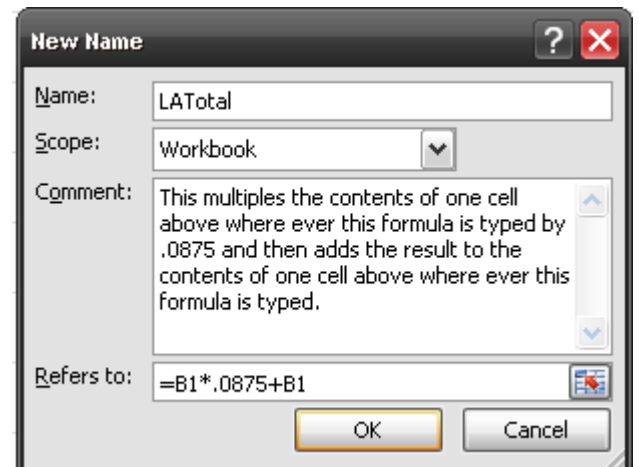 New Name
Name: LATotal
Scope: Workbook
Comment: This multiples the contents of one cell
above where ever this formula is typed by
.0875 and then adds the result to the
contents of one cell above where ever this
formula is typed.
Refers to: =B1*.0875+B1
OK Cancel